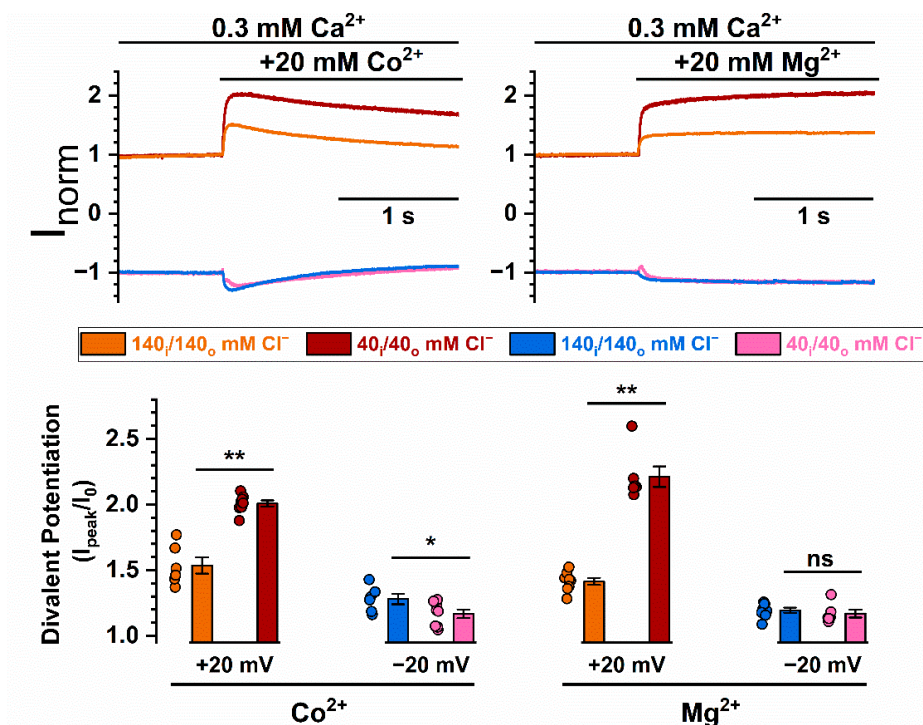 0.3 mM Ca²⁺
+20 mM Co²⁺
0.3 mM Ca²⁺
+20 mM Mg²⁺
I_norm
2
1
0
−1
1 s
2
1
0
−1
1 s
140ᵢ/140ₒ mM Cl⁻
40ᵢ/40ₒ mM Cl⁻
140ᵢ/140ₒ mM Cl⁻
40ᵢ/40ₒ mM Cl⁻
Divalent Potentiation
(I_peak/I₀)
2.5
2.0
1.5
1.0
**
*
**
ns
+20 mV
−20 mV
+20 mV
−20 mV
Co²⁺
Mg²⁺